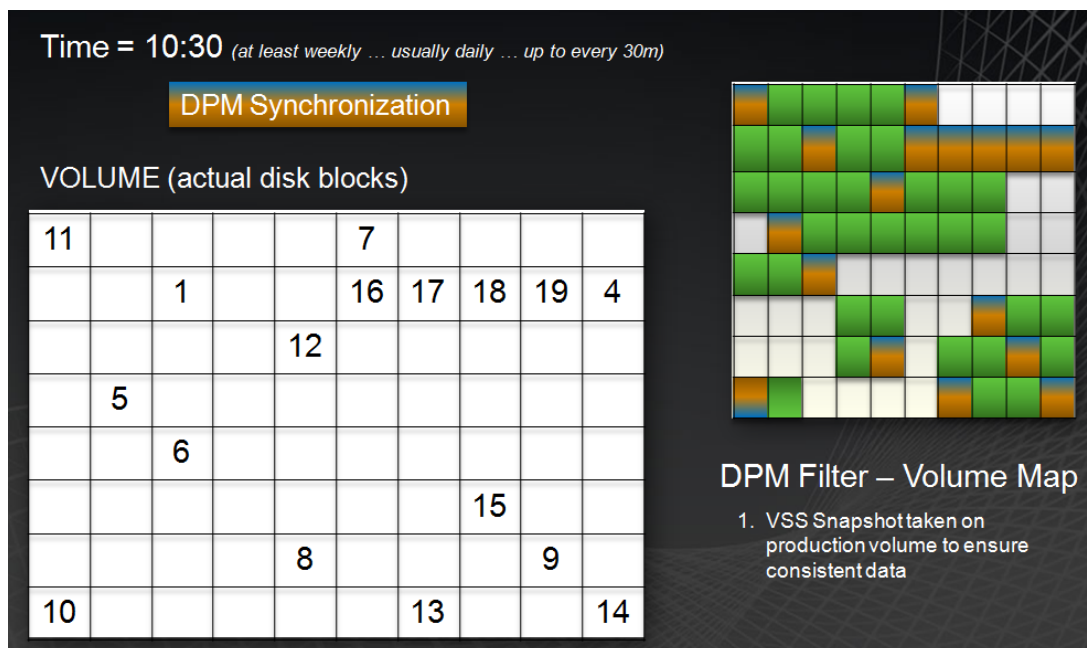 Time = 10:30 (at least weekly … usually daily … up to every 30m)
DPM Synchronization
VOLUME (actual disk blocks)
11 7
1 16 17 18 19 4
12
5
6
15
8 9
10 13 14
DPM Filter – Volume Map
1. VSS Snapshot taken on
production volume to ensure
consistent data